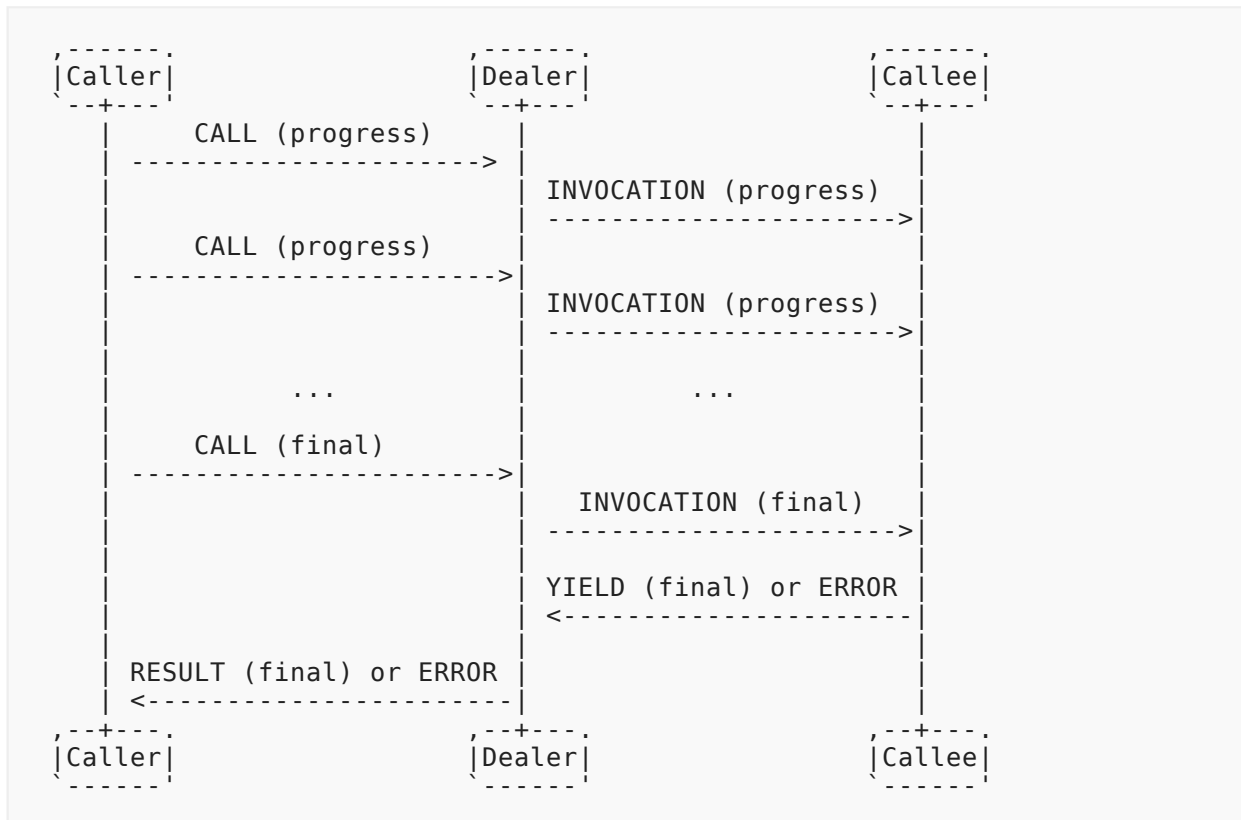 ,------. ,------. ,------.
|Caller| |Dealer| |Callee|
`--+---' `--+---' `--+---'
| CALL (progress) | |
| ----------------------> | |
| | INVOCATION (progress) |
| | ---------------------->|
| CALL (progress) | |
| ----------------------->| |
| | INVOCATION (progress) |
| | ---------------------->|
| | |
| ... | ... |
| | |
| CALL (final) | |
| ----------------------->| |
| | INVOCATION (final) |
| | ---------------------->|
| | |
| | YIELD (final) or ERROR |
| | <----------------------|
| | |
| RESULT (final) or ERROR | |
| <-----------------------| |
,--+---. ,--+---. ,--+---.
|Caller| |Dealer| |Callee|
`------' `------' `------'